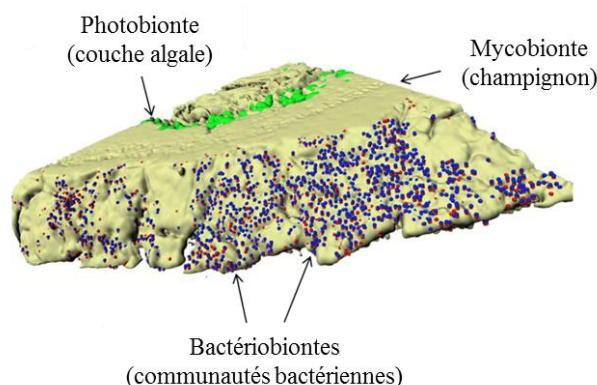 Photobionte
(couche algale)
Mycobionte
(champignon)
Bactériobiontes
(communautés bactériennes)